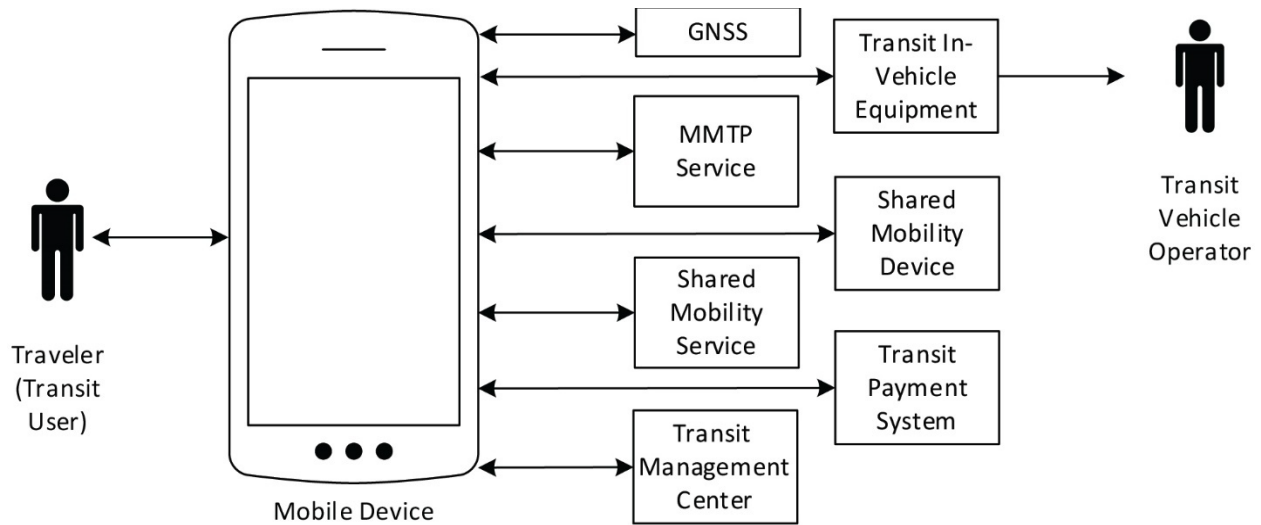 GNSS
Transit In-
Vehicle
Equipment
MMTP
Service
Transit
Vehicle
Operator
Shared
Mobility
Device
Shared
Mobility
Service
Traveler
(Transit
User)
Transit
Payment
System
Transit
Management
Center
Mobile Device